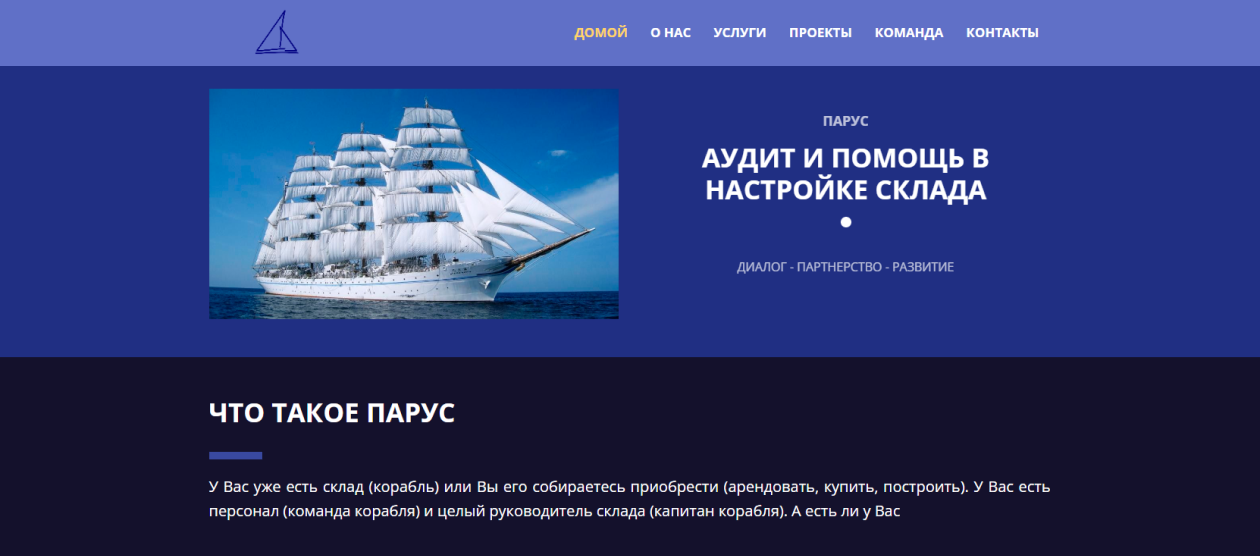 ДОМОЙ О НАС УСЛУГИ ПРОЕКТЫ КОМАНДА КОНТАКТЫ
ПАРУС
АУДИТ И ПОМОЩЬ В
НАСТРОЙКЕ СКЛАДА
ДИАЛОГ - ПАРТНЕРСТВО - РАЗВИТИЕ
ЧТО ТАКОЕ ПАРУС
У Вас уже есть склад (корабль) или Вы его собираетесь приобрести (арендовать, купить, построить). У Вас есть
персонал (команда корабля) и целый руководитель склада (капитан корабля). А есть ли у Вас